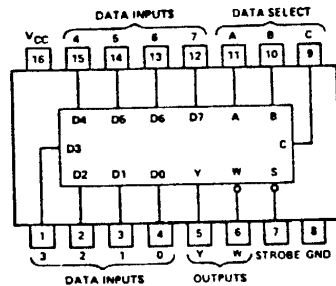 DATA INPUTS DATA SELECT
VCC 4 5 6 7 A B C
16 15 14 13 12 11 10 9
D4 D5 D6 D7 A B
D3 C
D2 D1 D0 Y W S
1 2 3 4 5 6 7 8
3 2 1 0 Y W STROBE GND
DATA INPUTS OUTPUTS